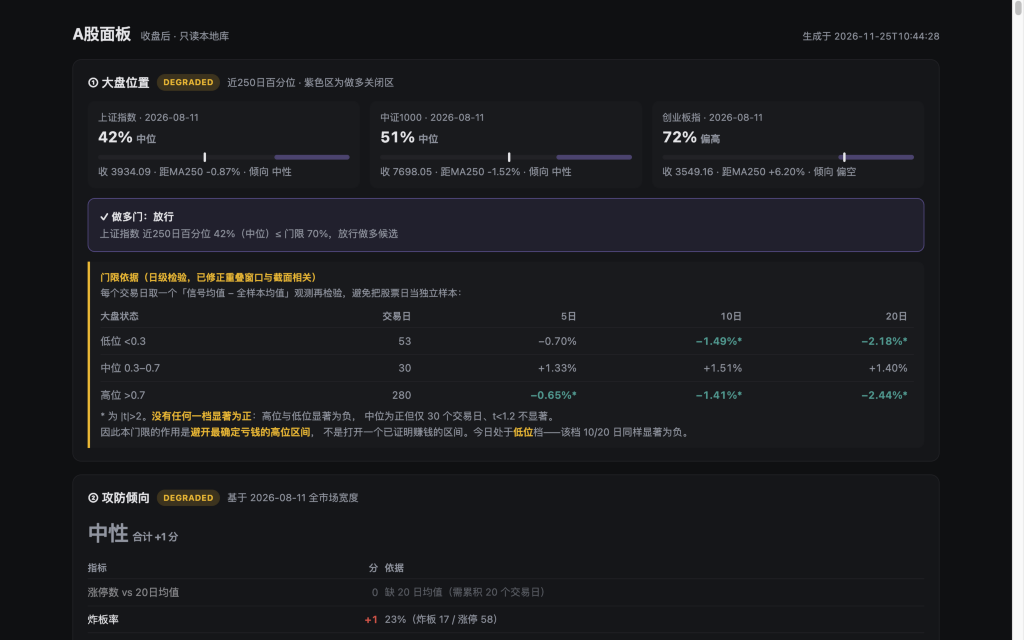 A股面板 收盘后 · 只读本地库 生成于 2026-11-25T10:44:28
① 大盘位置 DEGRADED 近250日百分位 · 紫色区为做多关闭区
上证指数 · 2026-08-11
42% 中位
收 3934.09 · 距MA250 -0.87% · 倾向 中性
中证1000 · 2026-08-11
51% 中位
收 7698.05 · 距MA250 -1.52% · 倾向 中性
创业板指 · 2026-08-11
72% 偏高
收 3549.16 · 距MA250 +6.20% · 倾向 偏空
✓ 做多门：放行
上证指数 近250日百分位 42%（中位）≤ 门限 70%，放行做多候选
门限依据（日级检验，已修正重叠窗口与截面相关）
每个交易日取一个「信号均值 − 全样本均值」观测再检验，避免把股票日当独立样本：
大盘状态 交易日 5日 10日 20日
低位 <0.3 53 −0.70% −1.49%* −2.18%*
中位 0.3–0.7 30 +1.33% +1.51% +1.40%
高位 >0.7 280 −0.65%* −1.41%* −2.44%*
* 为 |t|>2。没有任何一档显著为正：高位与低位显著为负， 中位为正但仅 30 个交易日、t<1.2 不显著。
因此本门限的作用是避开最确定亏钱的高位区间， 不是打开一个已证明赚钱的区间。今日处于低位档——该档 10/20 日同样显著为负。
② 攻防倾向 DEGRADED 基于 2026-08-11 全市场宽度
中性 合计 +1 分
指标 分 依据
涨停数 vs 20日均值 0 缺 20 日均值（需累积 20 个交易日）
炸板率 +1 23%（炸板 17 / 涨停 58）